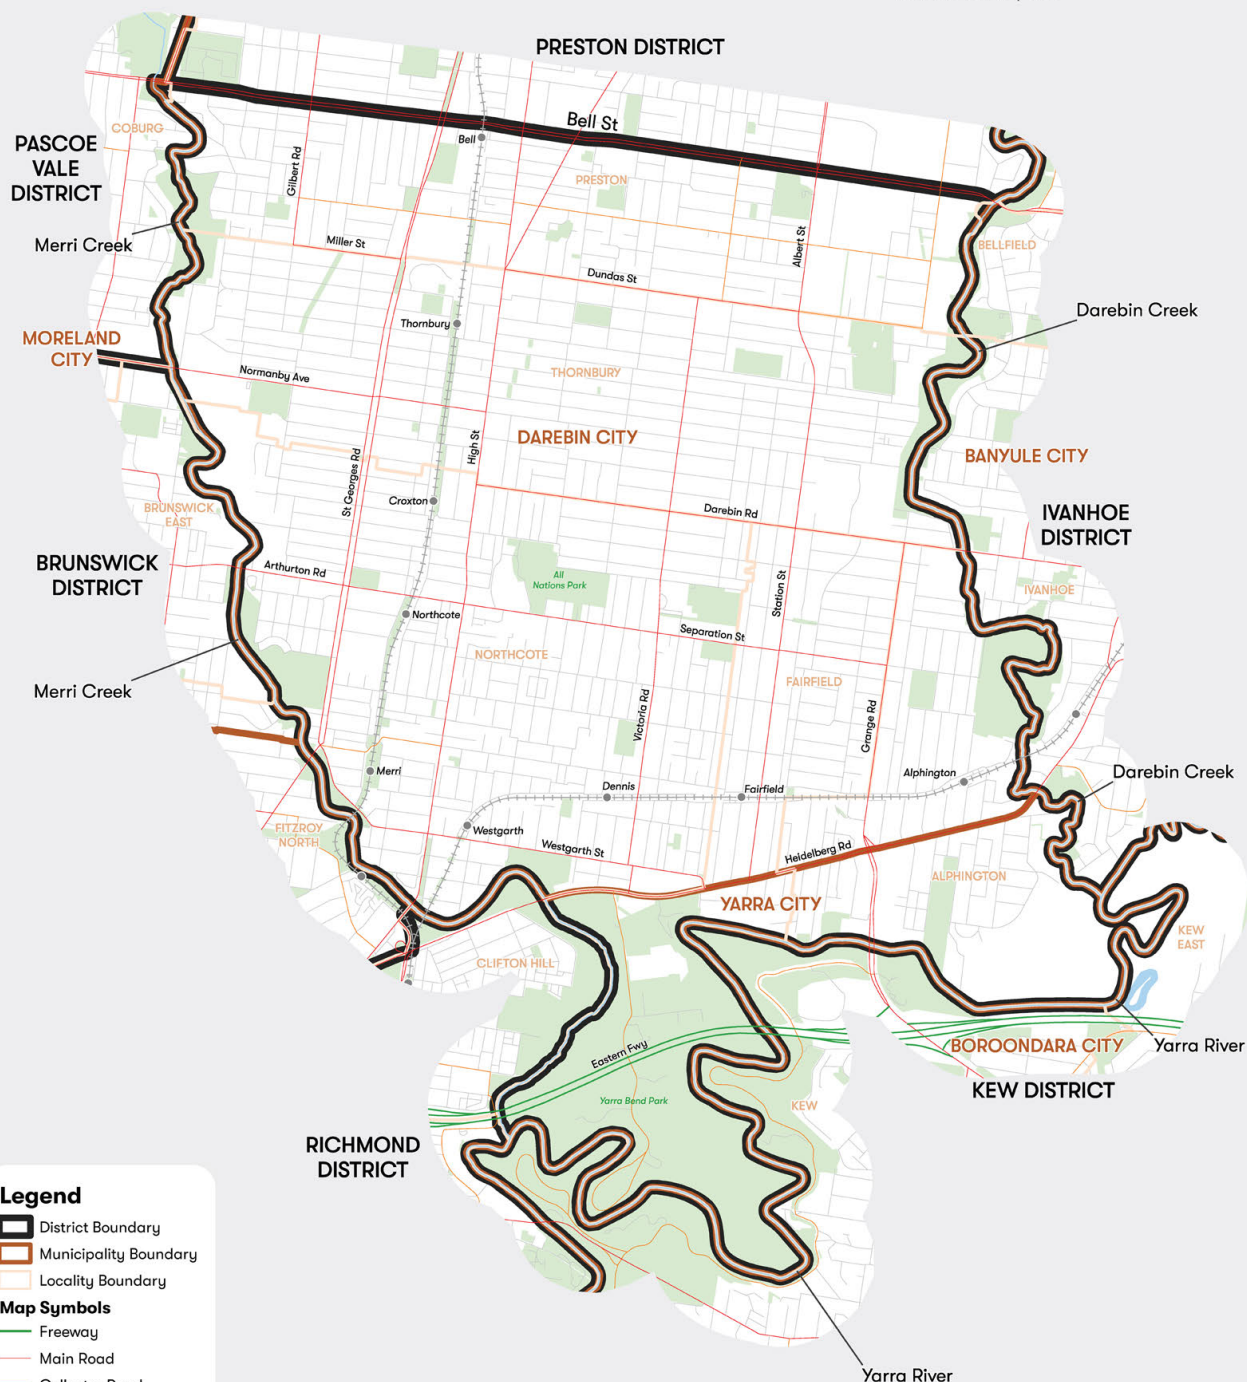 PRESTON DISTRICT
Bell St
COBURG
Bell
PASCOE
VALE
DISTRICT
Gilbert Rd
PRESTON
Merri Creek
Miller St
Albert St
BELLFIELD
Dundas St
Darebin Creek
Thornbury
MORELAND
CITY
Normanby Ave
THORNBURY
DAREBIN CITY
High St
BANYULE CITY
St Georges Rd
Croxton
BRUNSWICK
EAST
Darebin Rd
IVANHOE
DISTRICT
BRUNSWICK
DISTRICT
Arthurton Rd
All
Nations Park
Station St
IVANHOE
Northcote
Separation St
NORTHCOTE
FAIRFIELD
Merri Creek
Victoria Rd
Grange Rd
Merri
Alphington
Darebin Creek
Dennis
Fairfield
FITZROY
NORTH
Westgarth
Westgarth St
Heidelberg Rd
ALPHINGTON
YARRA CITY
KEW
EAST
CLIFTON HILL
Eastern Fwy
BOROONDARA CITY
Yarra River
KEW DISTRICT
Yarra Bend Park
KEW
RICHMOND
DISTRICT
Legend
District Boundary
Municipality Boundary
Locality Boundary
Map Symbols
Freeway
Main Road
Yarra River